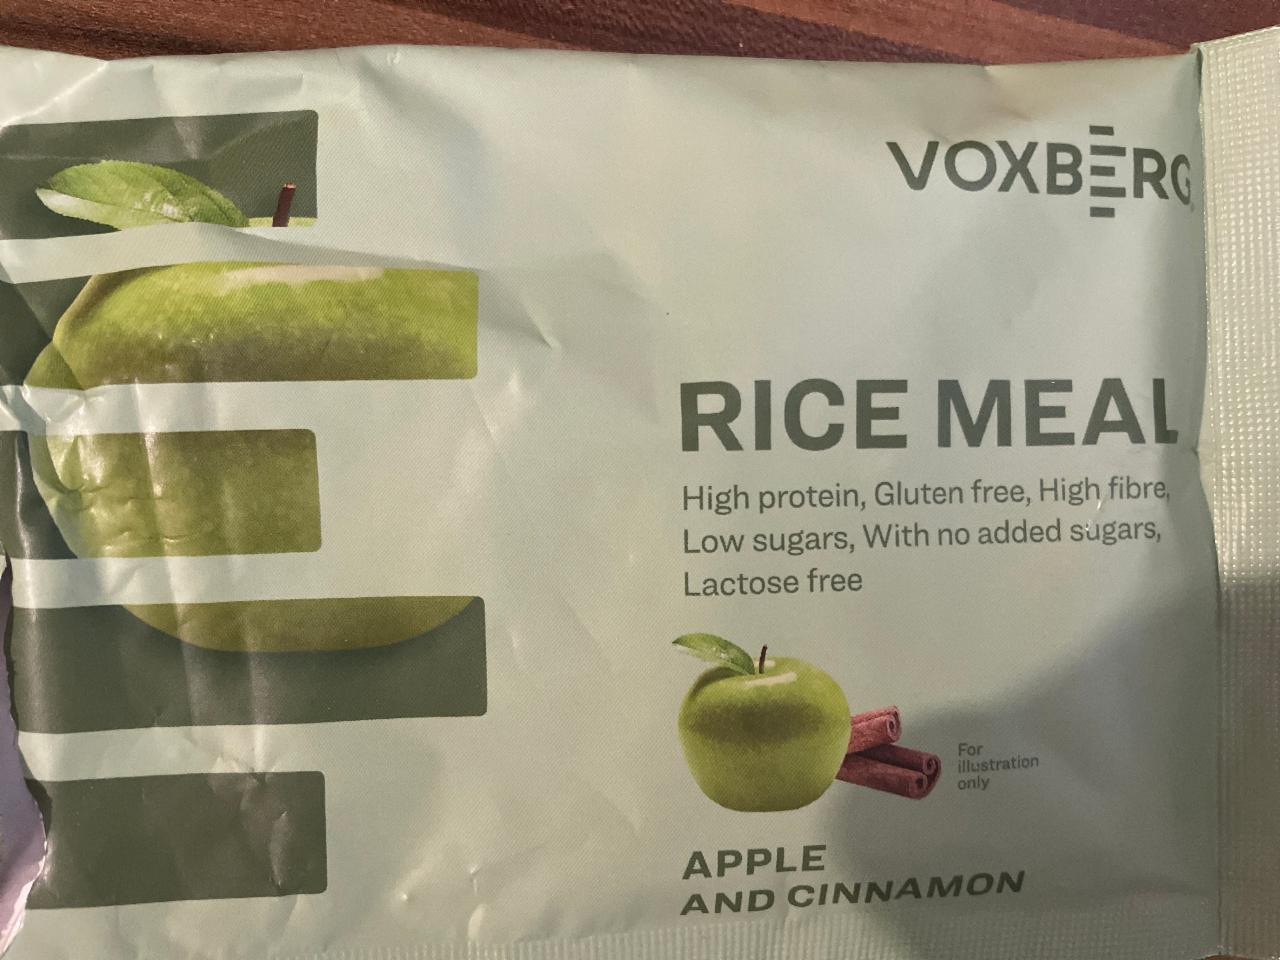 VOXBERG
RICE MEAL
High protein, Gluten free, High fibre,
Low sugars, With no added sugars,
Lactose free
For
illustration
only
APPLE
AND CINNAMON